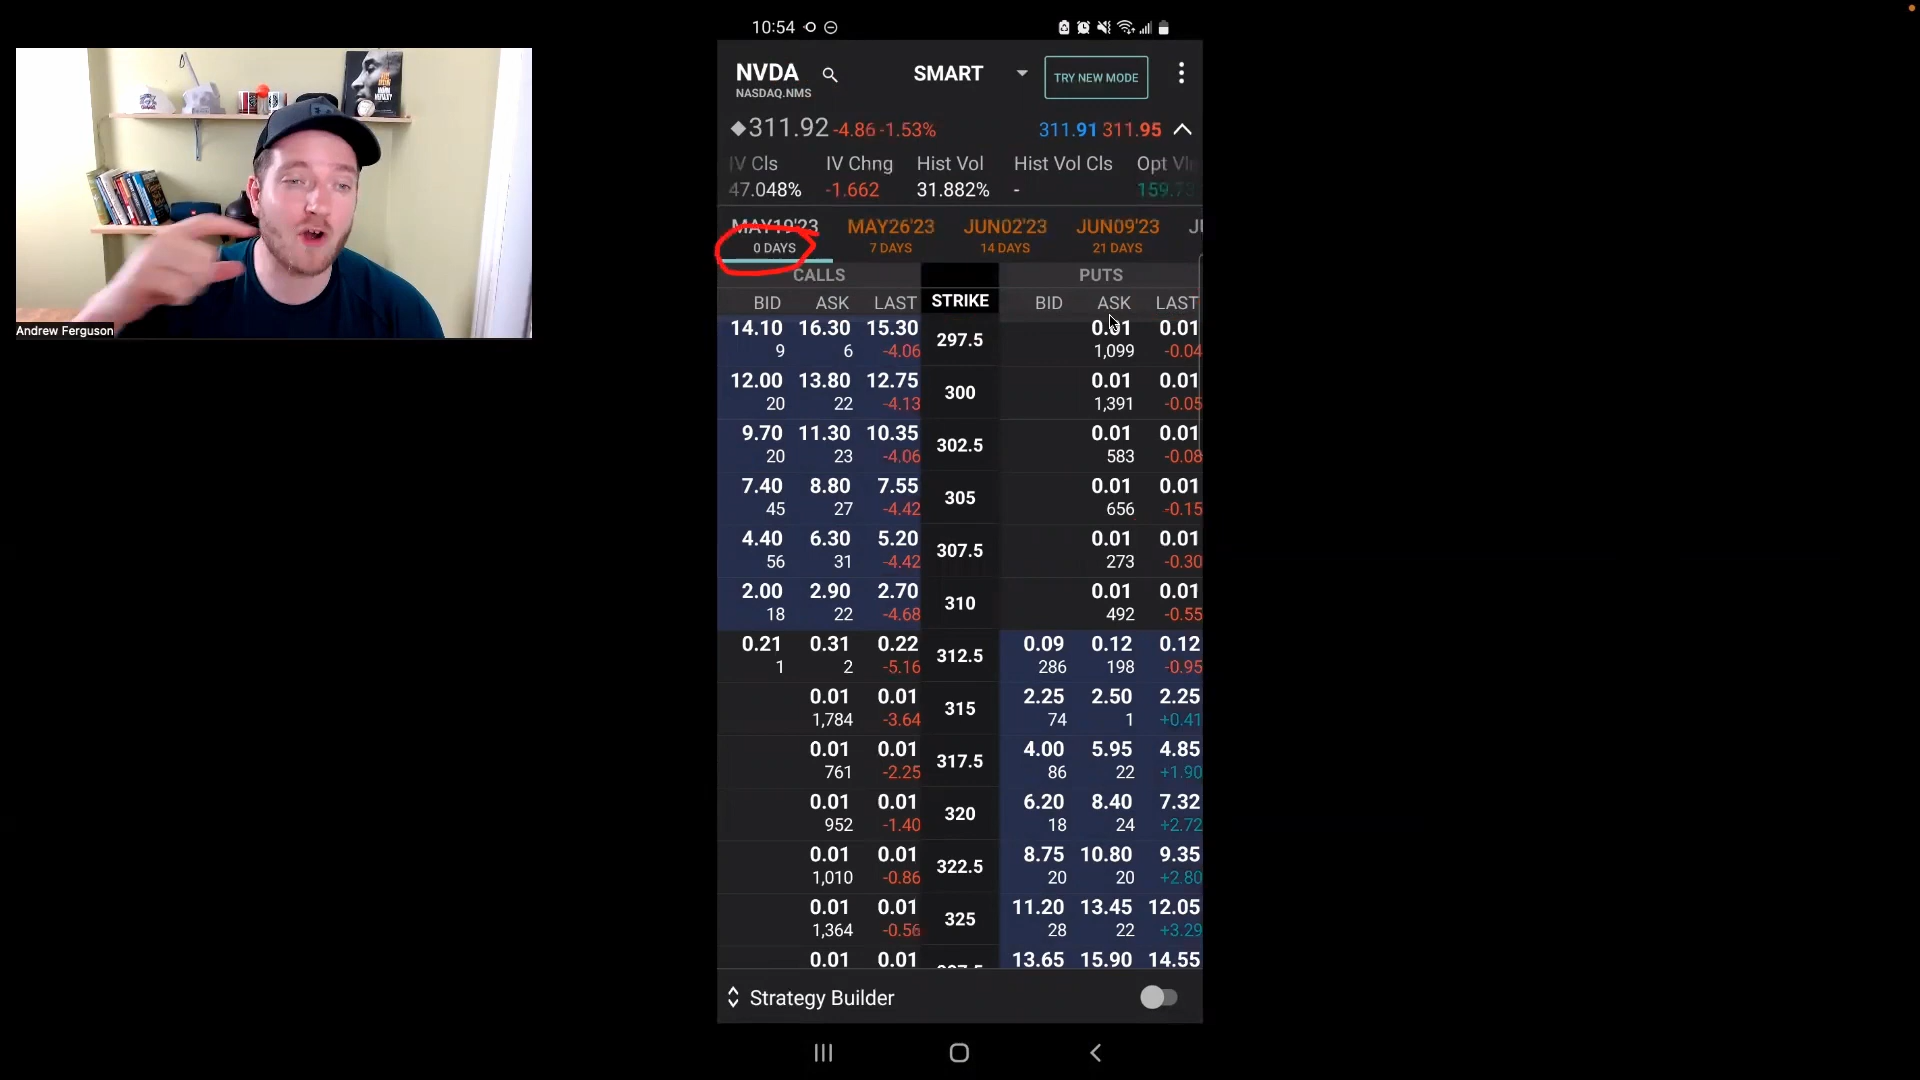 10:54
NVDA SMART TRY NEW MODE
NASDAQ.NMS
311.92 -4.86 -1.53% 311.91 311.95
IV Cls IV Chng Hist Vol Hist Vol Cls Opt Vl
47.048% -1.662 31.882% - 159.73
MAY19'23 MAY26'23 JUN02'23 JUN09'23 JU
0 DAYS 7 DAYS 14 DAYS 21 DAYS
CALLS PUTS
BID ASK LAST STRIKE BID ASK LAST
14.10 16.30 15.30 297.5 0.01 0.01
9 6 -4.06 1,099 -0.04
12.00 13.80 12.75 300 0.01 0.01
20 22 -4.13 1,391 -0.05
9.70 11.30 10.35 302.5 0.01 0.01
20 23 -4.06 583 -0.08
7.40 8.80 7.55 305 0.01 0.01
45 27 -4.42 656 -0.15
4.40 6.30 5.20 307.5 0.01 0.01
56 31 -4.42 273 -0.30
2.00 2.90 2.70 310 0.01 0.01
18 22 -4.68 492 -0.55
0.21 0.31 0.22 312.5 0.09 0.12 0.12
1 2 -5.16 286 198 -0.95
0.01 0.01 315 2.25 2.50 2.25
1,784 -3.64 74 1 +0.41
0.01 0.01 317.5 4.00 5.95 4.85
761 -2.25 86 22 +1.90
0.01 0.01 320 6.20 8.40 7.32
952 -1.40 18 24 +2.72
0.01 0.01 322.5 8.75 10.80 9.35
1,010 -0.86 20 20 +2.80
0.01 0.01 325 11.20 13.45 12.05
1,364 -0.56 28 22 +3.29
0.01 0.01 13.65 15.90 14.55
Strategy Builder
Andrew Ferguson